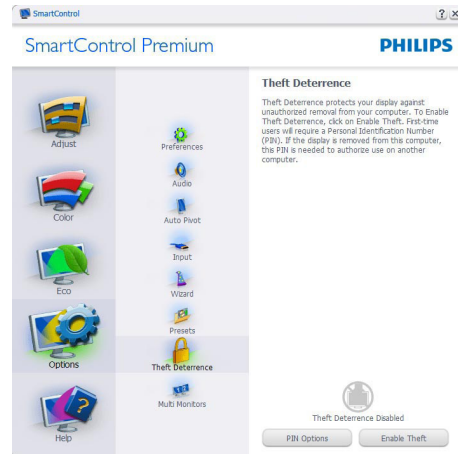 SmartControl
? x
SmartControl Premium
PHILIPS
Adjust
Color
Eco
Options
Help
Preferences
Audio
Auto Pivot
Input
Wizard
Presets
Theft Deterrence
Multi Monitors
Theft Deterrence
Theft Deterrence protects your display against
unauthorized removal from your computer. To Enable
Theft Deterrence, click on Enable Theft. First-time
users will require a Personal Identification Number
(PIN). If the display is removed from this computer,
this PIN is needed to authorize use on another
computer.
Theft Deterrence Disabled
PIN Options
Enable Theft